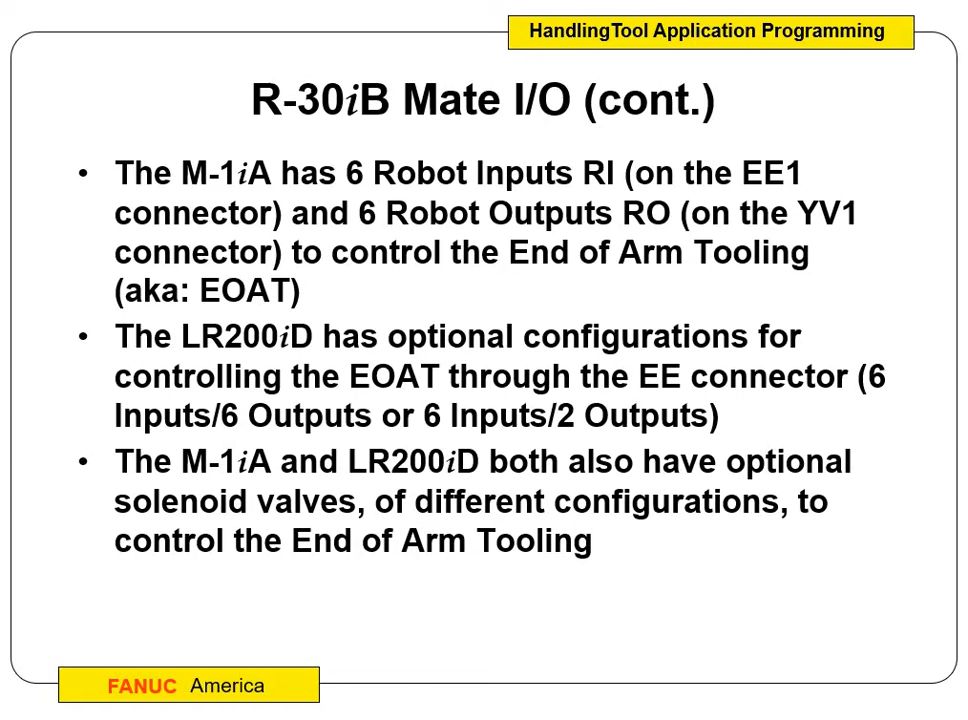 HandlingTool Application Programming
R-30iB Mate I/O (cont.)
• The M-1iA has 6 Robot Inputs RI (on the EE1
connector) and 6 Robot Outputs RO (on the YV1
connector) to control the End of Arm Tooling
(aka: EOAT)
• The LR200iD has optional configurations for
controlling the EOAT through the EE connector (6
Inputs/6 Outputs or 6 Inputs/2 Outputs)
• The M-1iA and LR200iD both also have optional
solenoid valves, of different configurations, to
control the End of Arm Tooling
FANUC America